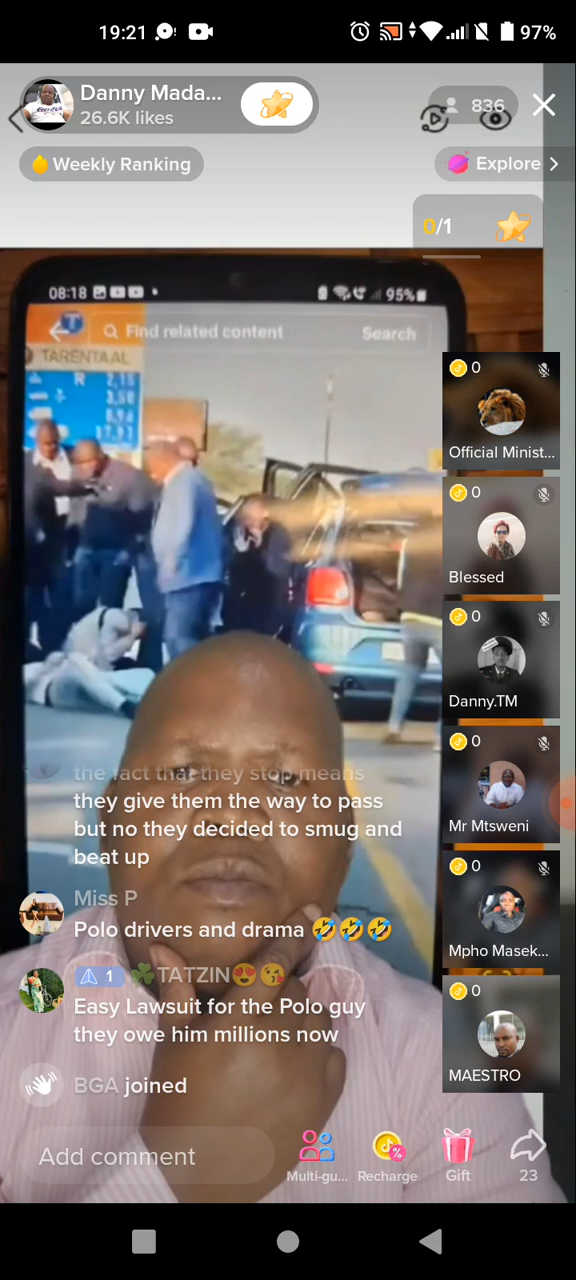 19:21
97%
Danny Mada...
26.6K likes
836
Weekly Ranking
Explore
0/1
08:18
95%
Find related content
Search
TARENTAAL
0
Official Minist...
0
Blessed
0
Danny.TM
0
Mr Mtsweni
0
Mpho Masek...
0
MAESTRO
the fact that they stop means
they give them the way to pass
but no they decided to smug and
beat up
Miss P
Polo drivers and drama 🤣🤣🤣
1 ☘️TATZIN😍😘
Easy Lawsuit for the Polo guy
they owe him millions now
BGA joined
Add comment
Multi-gu...
Recharge
Gift
23